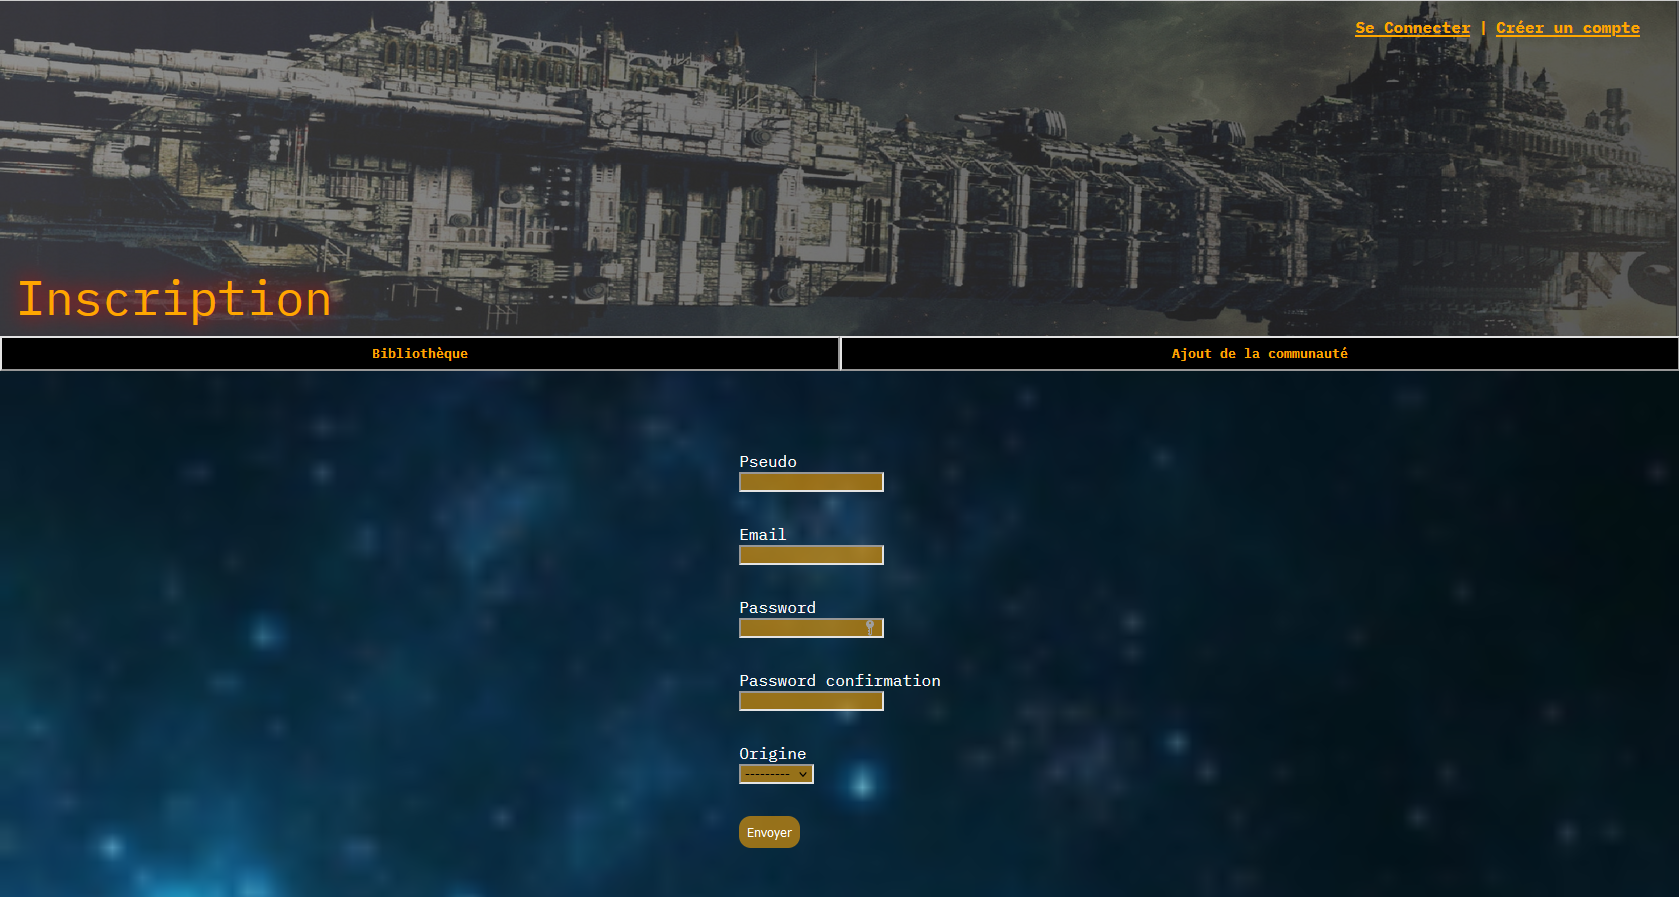 Se Connecter | Créer un compte
Inscription
Bibliothèque
Ajout de la communauté
Pseudo
Email
Password
Password confirmation
Origine
---------
Envoyer